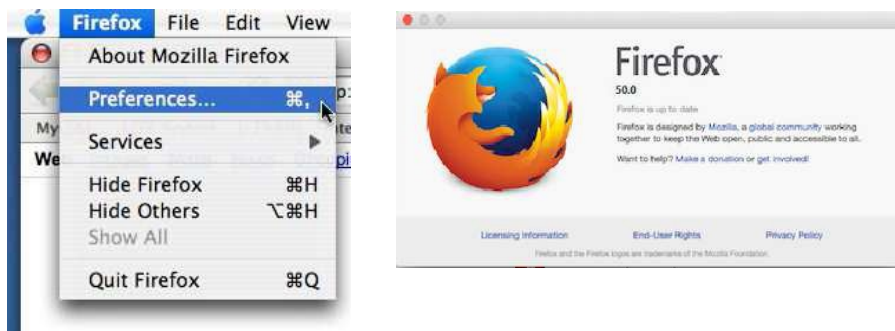 Firefox File Edit View
About Mozilla Firefox
Preferences... ⌘,
p:
My
Services
We
Hide Firefox ⌘H
Hide Others ⌥⌘H
Show All
Quit Firefox ⌘Q
Firefox
50.0
Firefox is up to date
Firefox is designed by Mozilla, a global community working
together to keep the Web open, public and accessible to all.
Want to help? Make a donation or get involved!
Licensing Information End-User Rights Privacy Policy
Firefox and the Firefox logos are trademarks of the Mozilla Foundation.